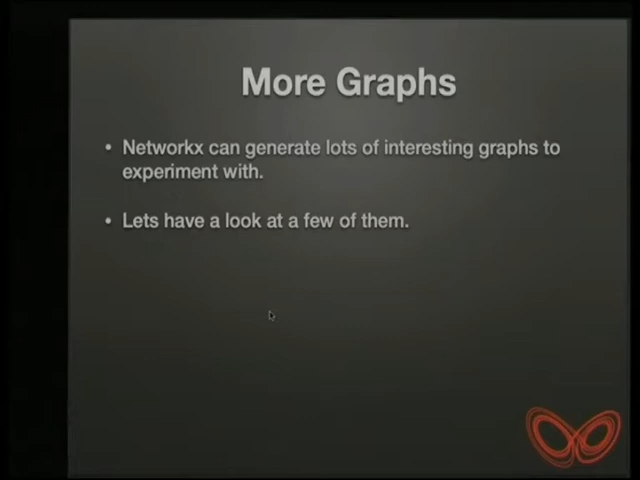 More Graphs
• Networkx can generate lots of interesting graphs to
experiment with.
• Lets have a look at a few of them.